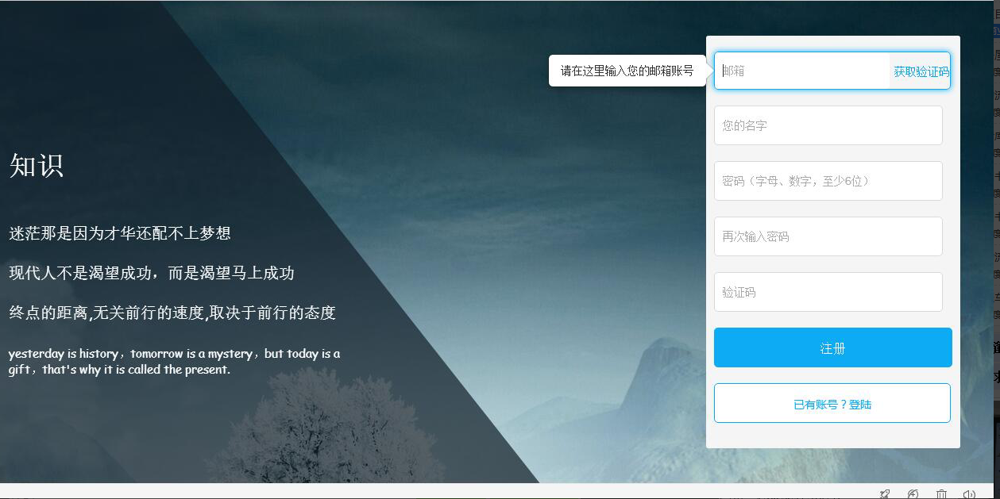 知识
迷茫那是因为才华还配不上梦想
现代人不是渴望成功，而是渴望马上成功
终点的距离,无关前行的速度,取决于前行的态度
yesterday is history，tomorrow is a mystery，but today is a
gift，that's why it is called the present.
请在这里输入您的邮箱账号
邮箱
获取验证码
您的名字
密码（字母、数字，至少6位）
再次输入密码
验证码
注册
已有账号？登陆